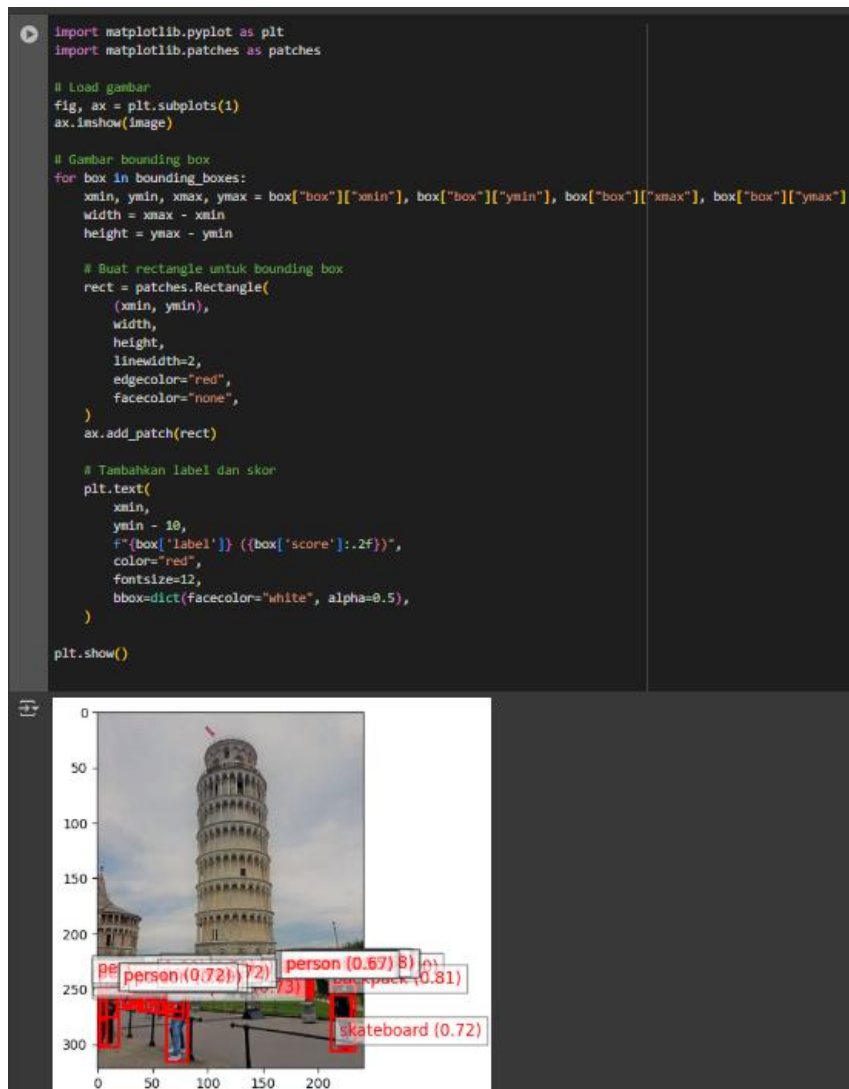 import matplotlib.pyplot as plt
import matplotlib.patches as patches
# Load gambar
fig, ax = plt.subplots(1)
ax.imshow(image)
# Gambar bounding box
for box in bounding_boxes:
xmin, ymin, xmax, ymax = box["box"]["xmin"], box["box"]["ymin"], box["box"]["xmax"], box["box"]["ymax"]
width = xmax - xmin
height = ymax - ymin
# Buat rectangle untuk bounding box
rect = patches.Rectangle(
(xmin, ymin),
width,
height,
linewidth=2,
edgecolor="red",
facecolor="none",
)
ax.add_patch(rect)
# Tambahkan label dan skor
plt.text(
xmin,
ymin - 10,
f"{box['label']} ({box['score']:.2f})",
color="red",
fontsize=12,
bbox=dict(facecolor="white", alpha=0.5),
)
plt.show()
0
50
100
150
200
person (0.67)
person (0.72)
backpack (0.81)
250
skateboard (0.72)
300
0 50 100 150 200